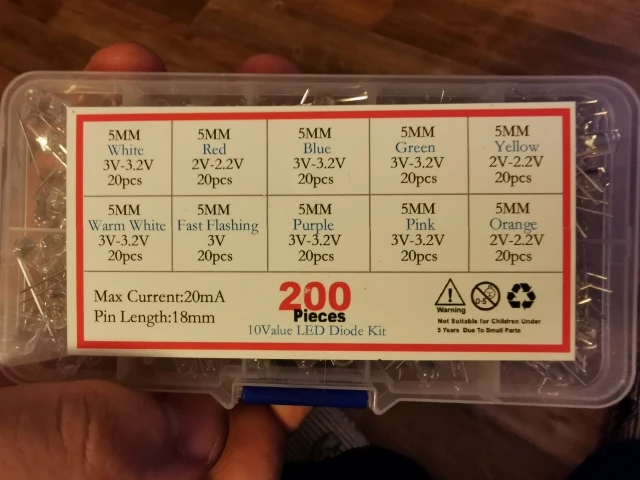 5MM
White
3V-3.2V
20pcs
5MM
Red
2V-2.2V
20pcs
5MM
Blue
3V-3.2V
20pcs
5MM
Green
3V-3.2V
20pcs
5MM
Yellow
2V-2.2V
20pcs
5MM
Warm White
3V-3.2V
20pcs
5MM
Fast Flashing
3V
20pcs
5MM
Purple
3V-3.2V
20pcs
5MM
Pink
3V-3.2V
20pcs
5MM
Orange
2V-2.2V
20pcs
Max Current:20mA
Pin Length:18mm
200
Pieces
10Value LED Diode Kit
0-5
Warning
Not Suitable for Children Under
5 Years Due To Small Parts